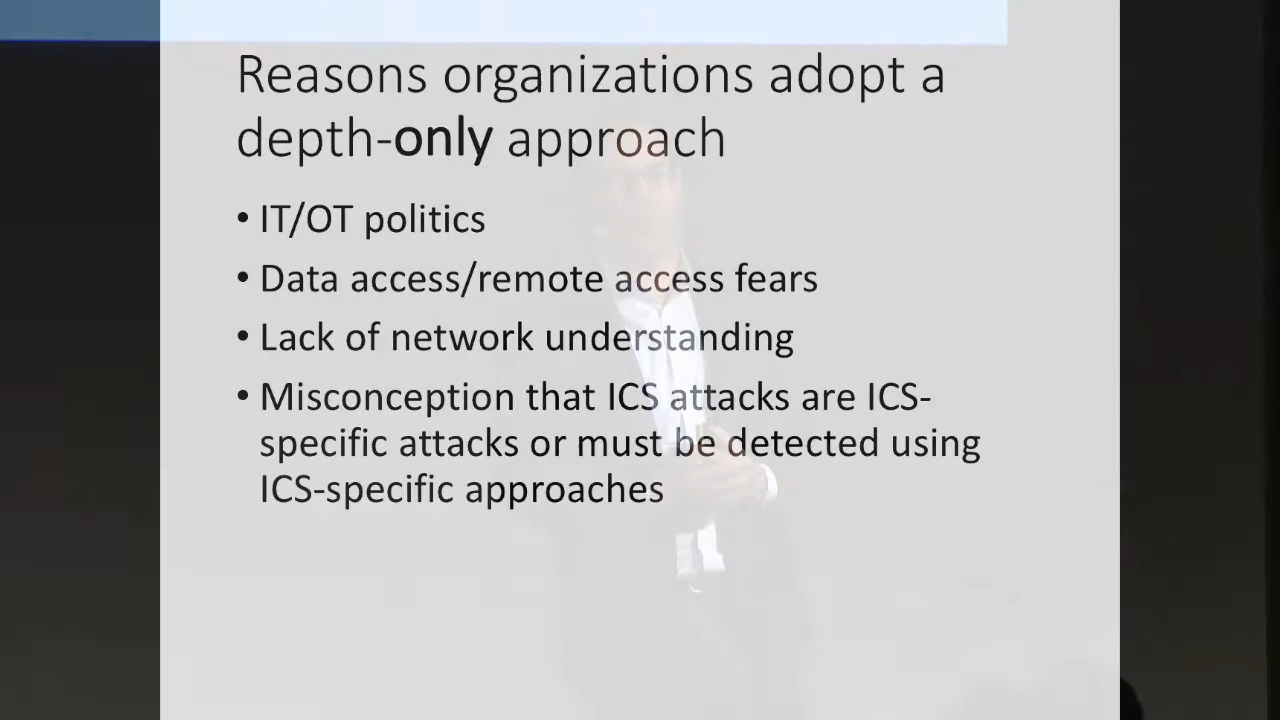 Reasons organizations adopt a
depth-only approach
• IT/OT politics
• Data access/remote access fears
• Lack of network understanding
• Misconception that ICS attacks are ICS-
specific attacks or must be detected using
ICS-specific approaches